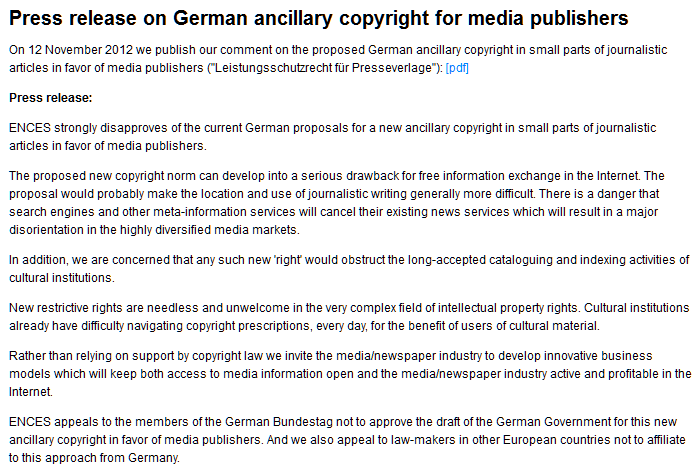 Press release on German ancillary copyright for media publishers
On 12 November 2012 we publish our comment on the proposed German ancillary copyright in small parts of journalistic
articles in favor of media publishers ("Leistungsschutzrecht für Presseverlage"): [pdf]
Press release:
ENCES strongly disapproves of the current German proposals for a new ancillary copyright in small parts of journalistic
articles in favor of media publishers.
The proposed new copyright norm can develop into a serious drawback for free information exchange in the Internet. The
proposal would probably make the location and use of journalistic writing generally more difficult. There is a danger that
search engines and other meta-information services will cancel their existing news services which will result in a major
disorientation in the highly diversified media markets.
In addition, we are concerned that any such new 'right' would obstruct the long-accepted cataloguing and indexing activities of
cultural institutions.
New restrictive rights are needless and unwelcome in the very complex field of intellectual property rights. Cultural institutions
already have difficulty navigating copyright prescriptions, every day, for the benefit of users of cultural material.
Rather than relying on support by copyright law we invite the media/newspaper industry to develop innovative business
models which will keep both access to media information open and the media/newspaper industry active and profitable in the
Internet.
ENCES appeals to the members of the German Bundestag not to approve the draft of the German Government for this new
ancillary copyright in favor of media publishers. And we also appeal to law-makers in other European countries not to affiliate
to this approach from Germany.